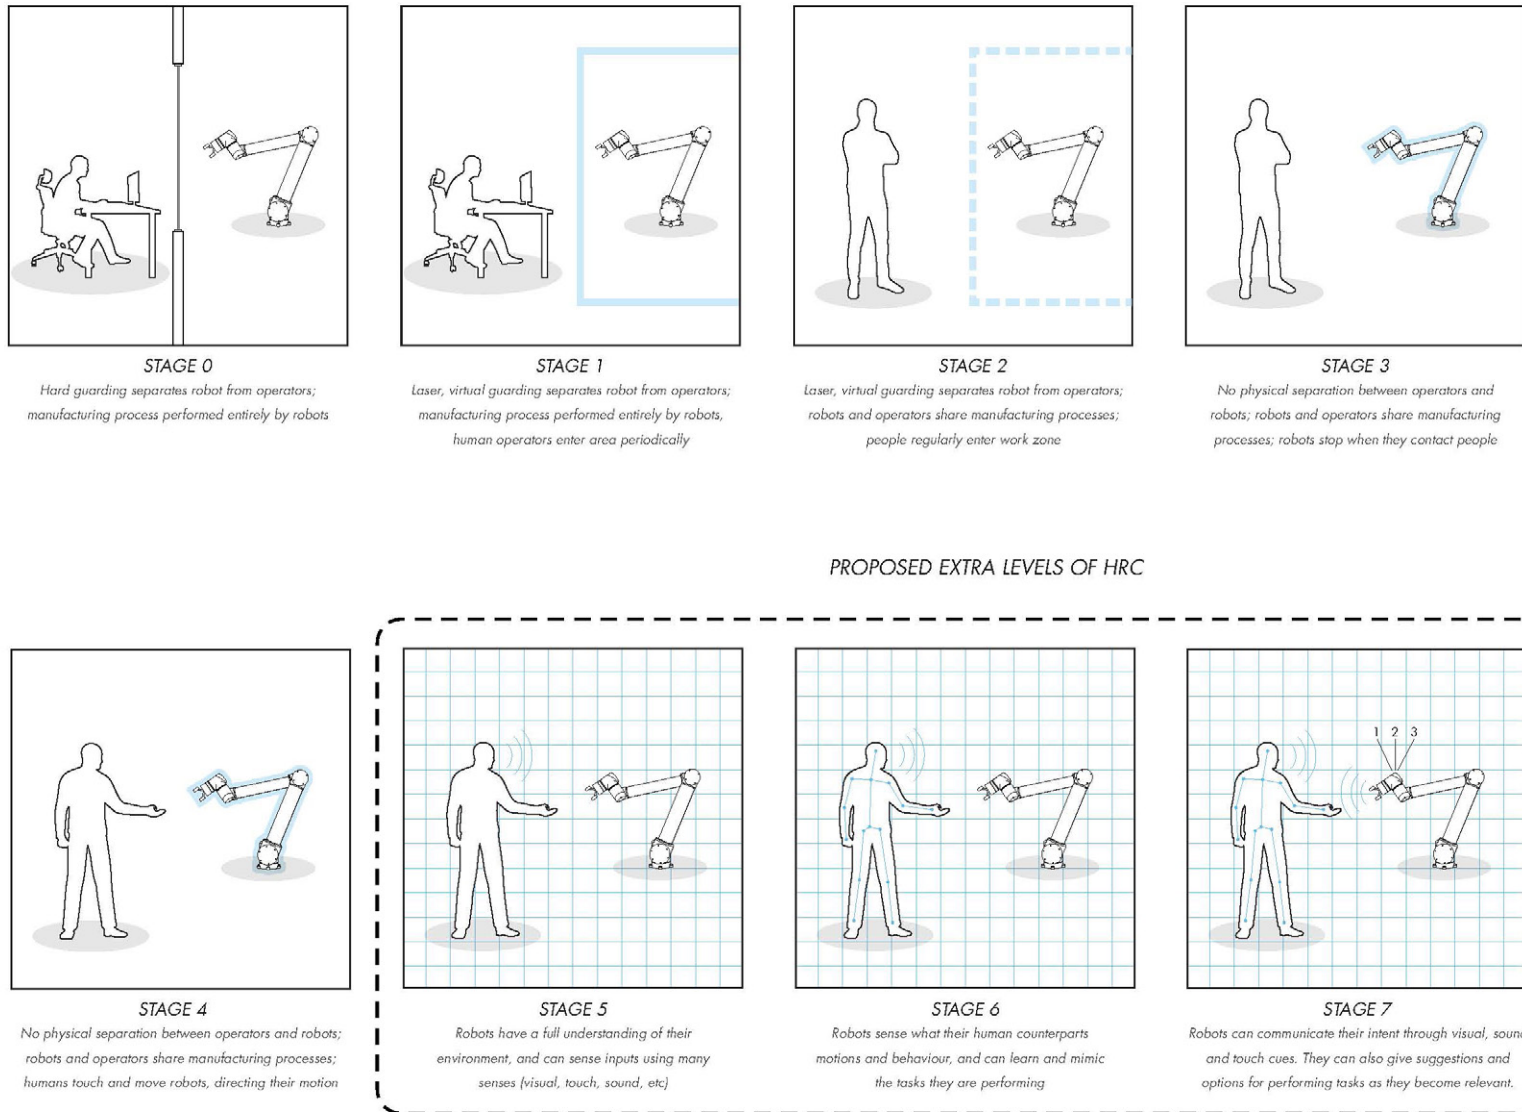 STAGE 0
Hard guarding separates robot from operators;
manufacturing process performed entirely by robots
STAGE 1
Laser, virtual guarding separates robot from operators;
manufacturing process performed entirely by robots,
human operators enter area periodically
STAGE 2
Laser, virtual guarding separates robot from operators;
robots and operators share manufacturing processes;
people regularly enter work zone
STAGE 3
No physical separation between operators and
robots; robots and operators share manufacturing
processes; robots stop when they contact people
PROPOSED EXTRA LEVELS OF HRC
STAGE 4
No physical separation between operators and robots;
robots and operators share manufacturing processes;
humans touch and move robots, directing their motion
STAGE 5
Robots have a full understanding of their
environment, and can sense inputs using many
senses (visual, touch, sound, etc)
STAGE 6
Robots sense what their human counterparts
motions and behaviour, and can learn and mimic
the tasks they are performing
1 2 3
STAGE 7
Robots can communicate their intent through visual, sound
and touch cues. They can also give suggestions and
options for performing tasks as they become relevant.